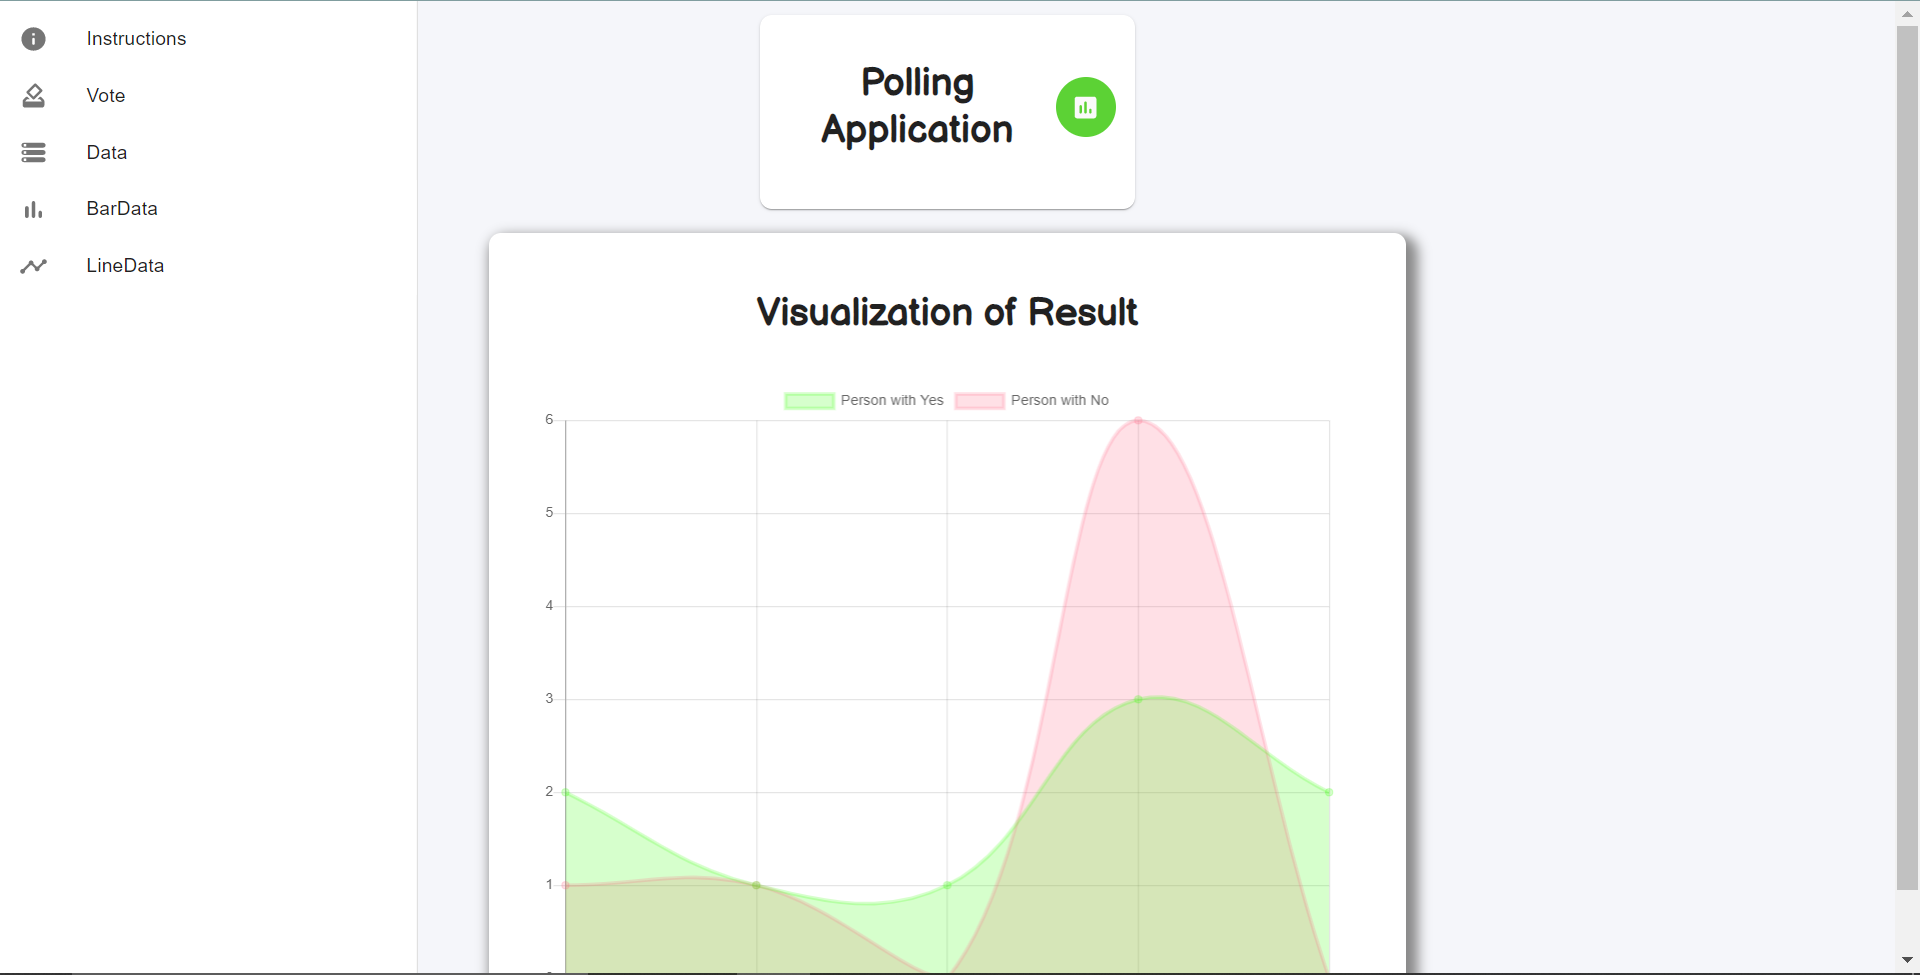 Instructions
Vote
Data
BarData
LineData
Polling
Application
Visualization of Result
Person with Yes Person with No
6
5
4
3
2
1